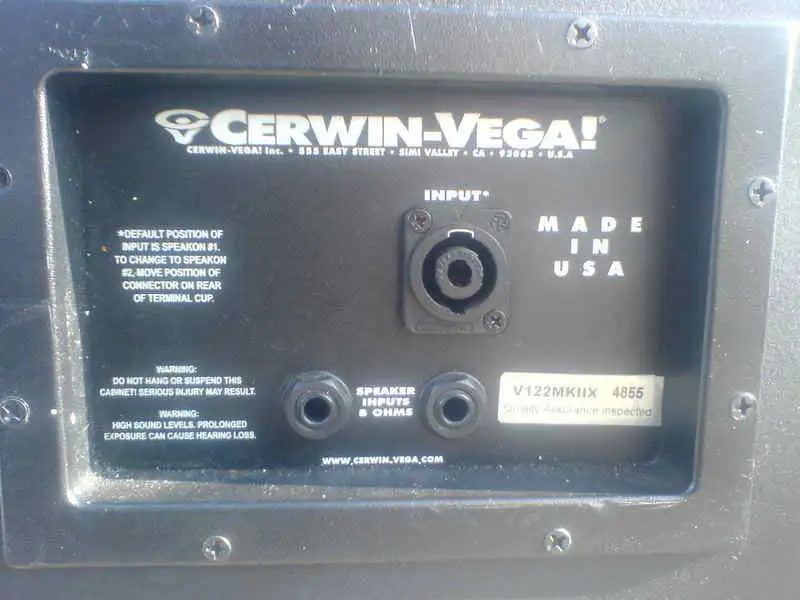 CERWIN-VEGA!®
CERWIN-VEGA! Inc. • 555 EASY STREET • SIMI VALLEY • CA • 93065 • U.S.A
INPUT*
*DEFAULT POSITION OF
INPUT IS SPEAKON #1.
TO CHANGE TO SPEAKON
#2,-MOVE POSITION OF
CONNECTOR ON REAR
OF TERMINAL CUP.
MADE
IN
USA
WARNING:
DO NOT HANG OR SUSPEND THIS
CABINET! SERIOUS INJURY MAY RESULT.
WARNING:
HIGH SOUND LEVELS. PROLONGED
EXPOSURE CAN CAUSE HEARING LOSS.
SPEAKER
INPUTS
8 OHMS
V122MKIIX 4855
Quality Assurance Inspected
WWW.CERWIN-VEGA.COM